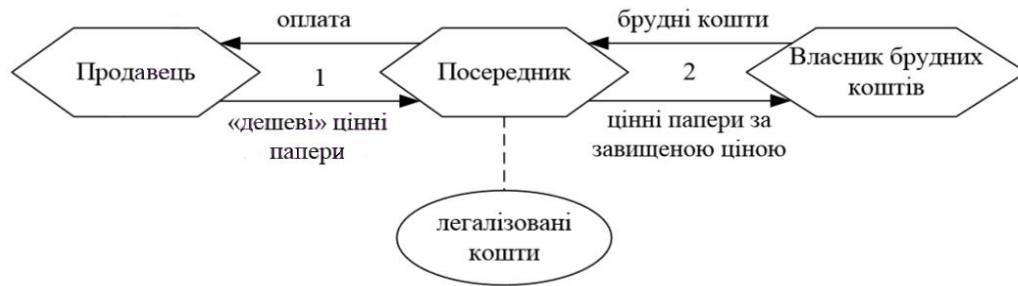 оплата
брудні кошти
Продавець
1
Посередник
2
Власник брудних
коштів
«дешеві» цінні
папери
цінні папери за
завищеною ціною
легалізовані
кошти